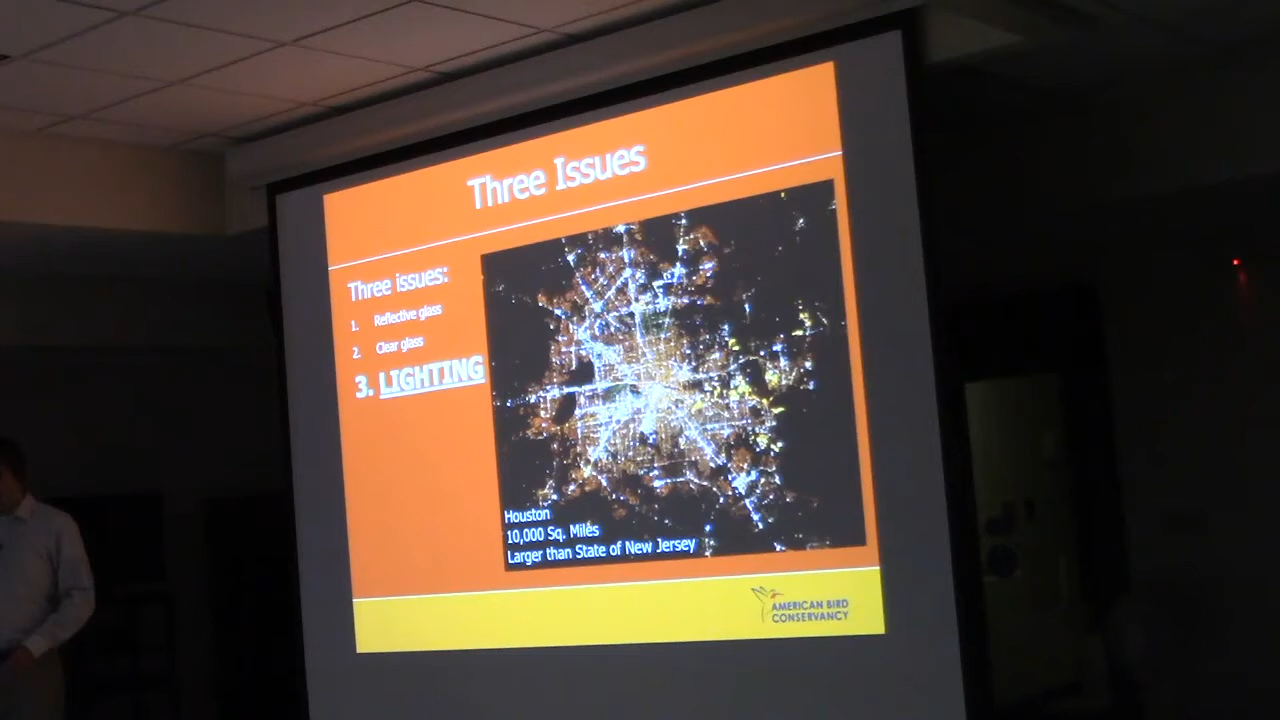 Three Issues
Three issues:
1. Reflective glass
2. Clear glass
3. LIGHTING
Houston
10,000 Sq. Miles
Larger than State of New Jersey
AMERICAN BIRD
CONSERVANCY